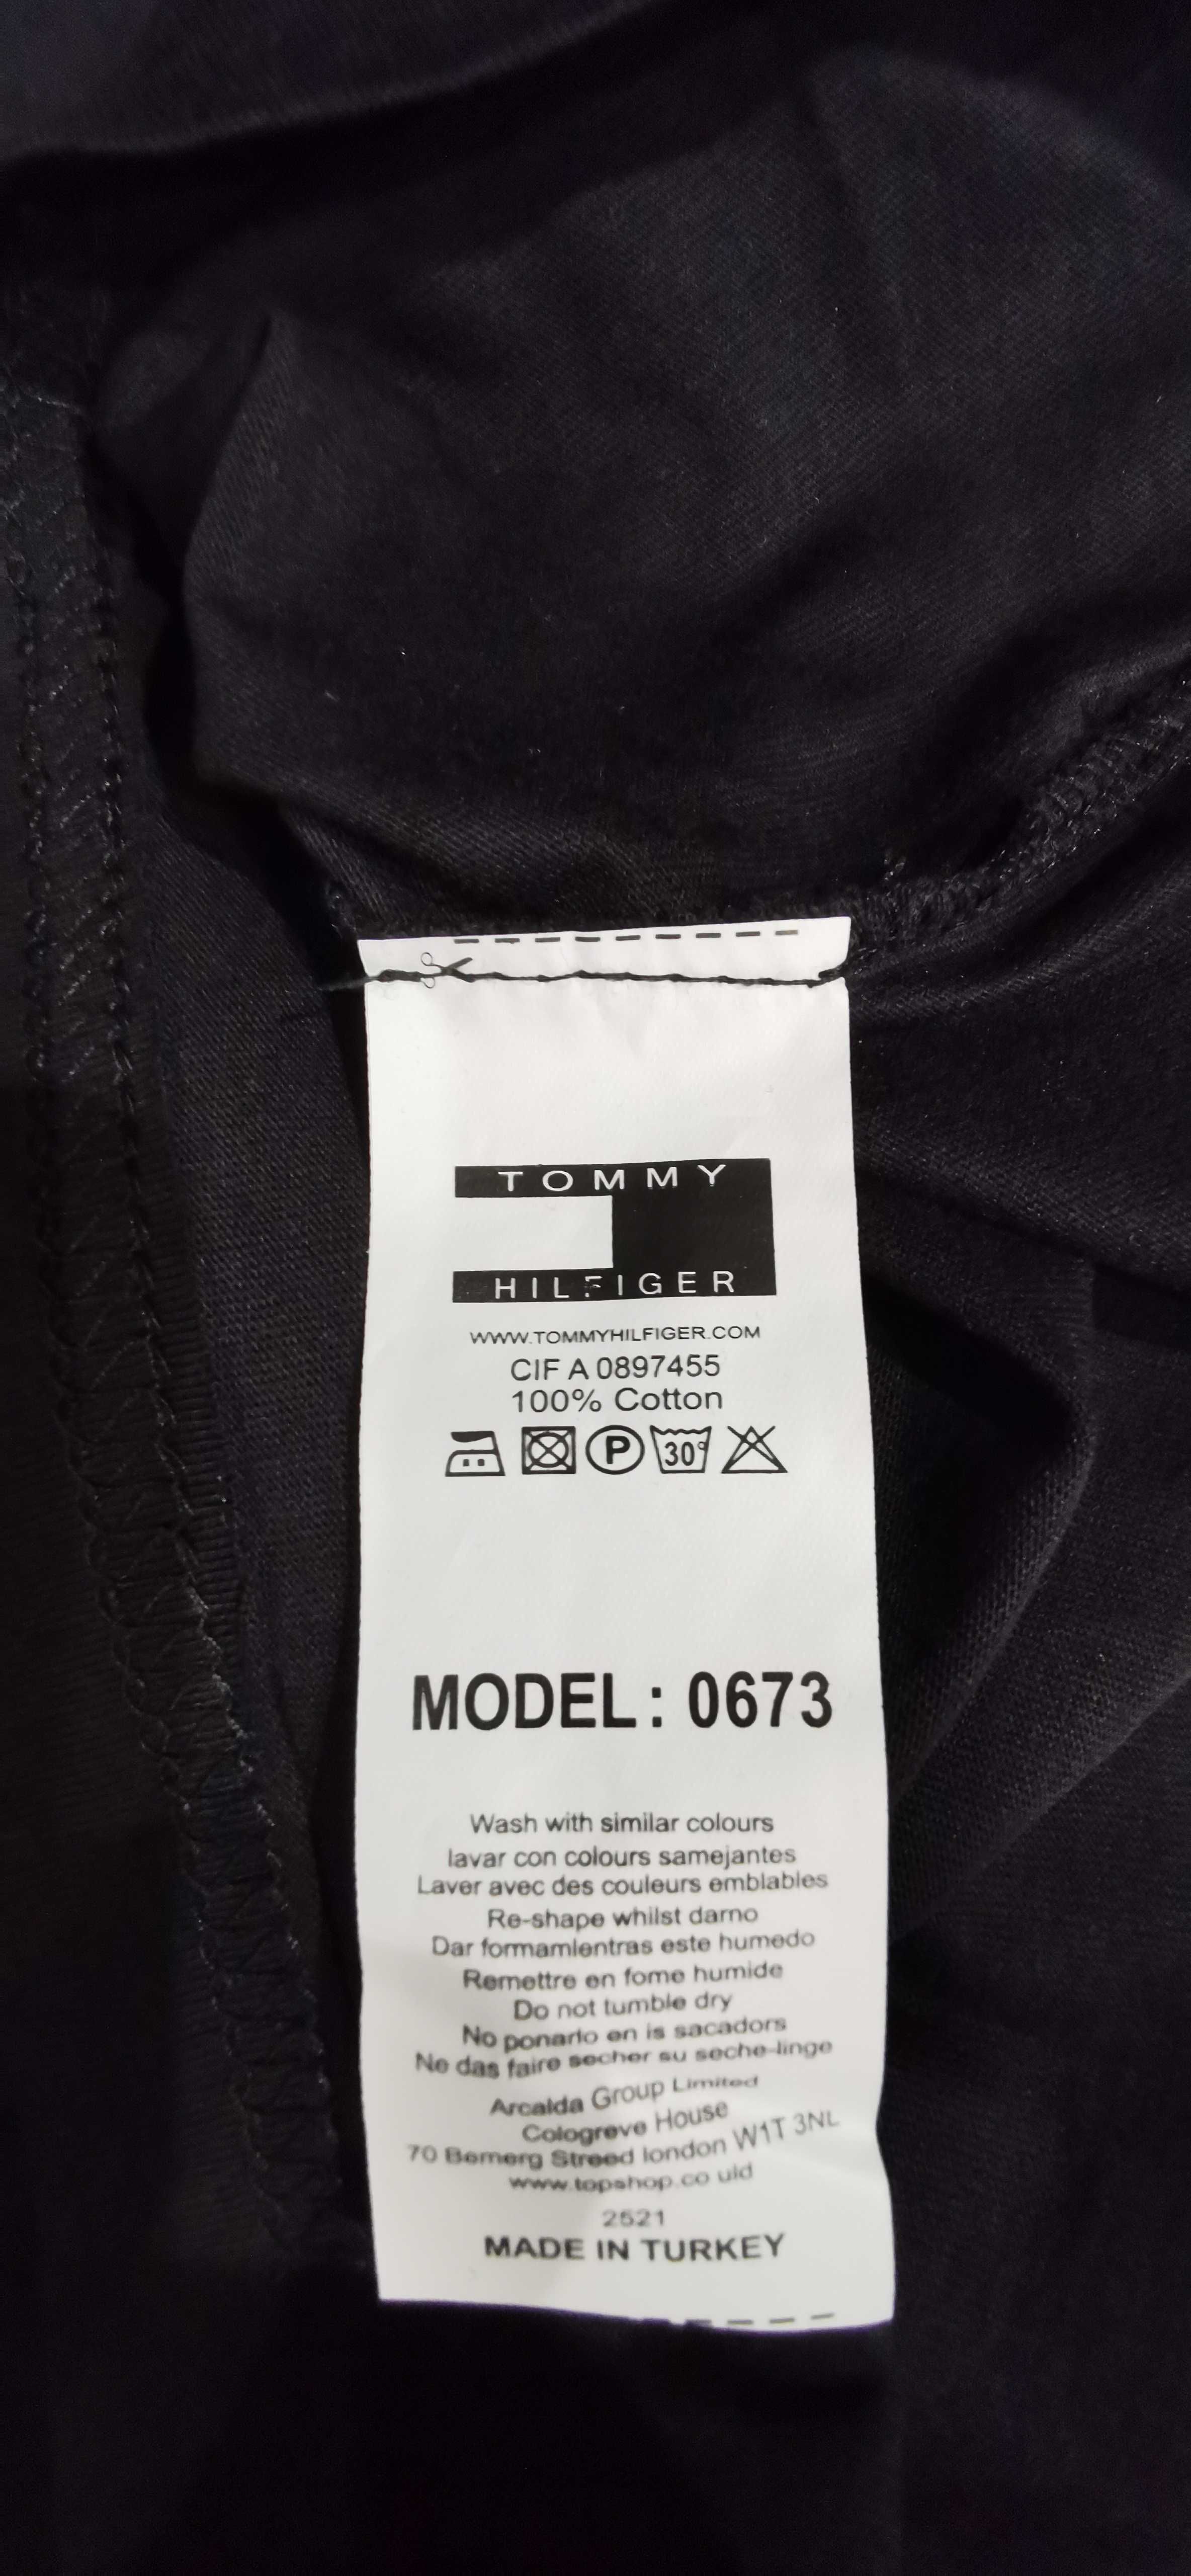 TOMMY
HILFIGER
WWW.TOMMYHILFIGER.COM
CIF A 0897455
100% Cotton
P 30°
MODEL: 0673
Wash with similar colours
lavar con colours samejantes
Laver avec des couleurs emblables
Re-shape whilst darno
Dar formamlentras este humedo
Remettre en fome humide
Do not tumble dry
No ponarlo en is sacadors
Ne das faire secher su seche-linge
Arcalda Group Limited
Cologreve House
70 Bemerg Streed london W1T 3NL
www.topshop.co uld
2521
MADE IN TURKEY